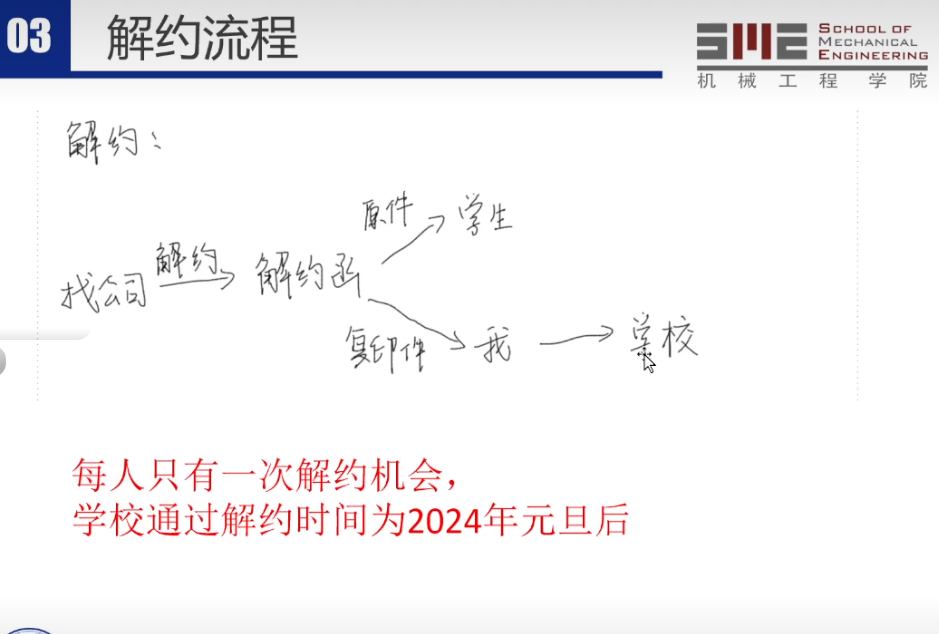 03 解约流程
SME SCHOOL OF
MECHANICAL
ENGINEERING
机械工程学院
解约：
原件 学生
找公司 解约 解约函
复印件 我 学校
每人只有一次解约机会，
学校通过解约时间为2024年元旦后